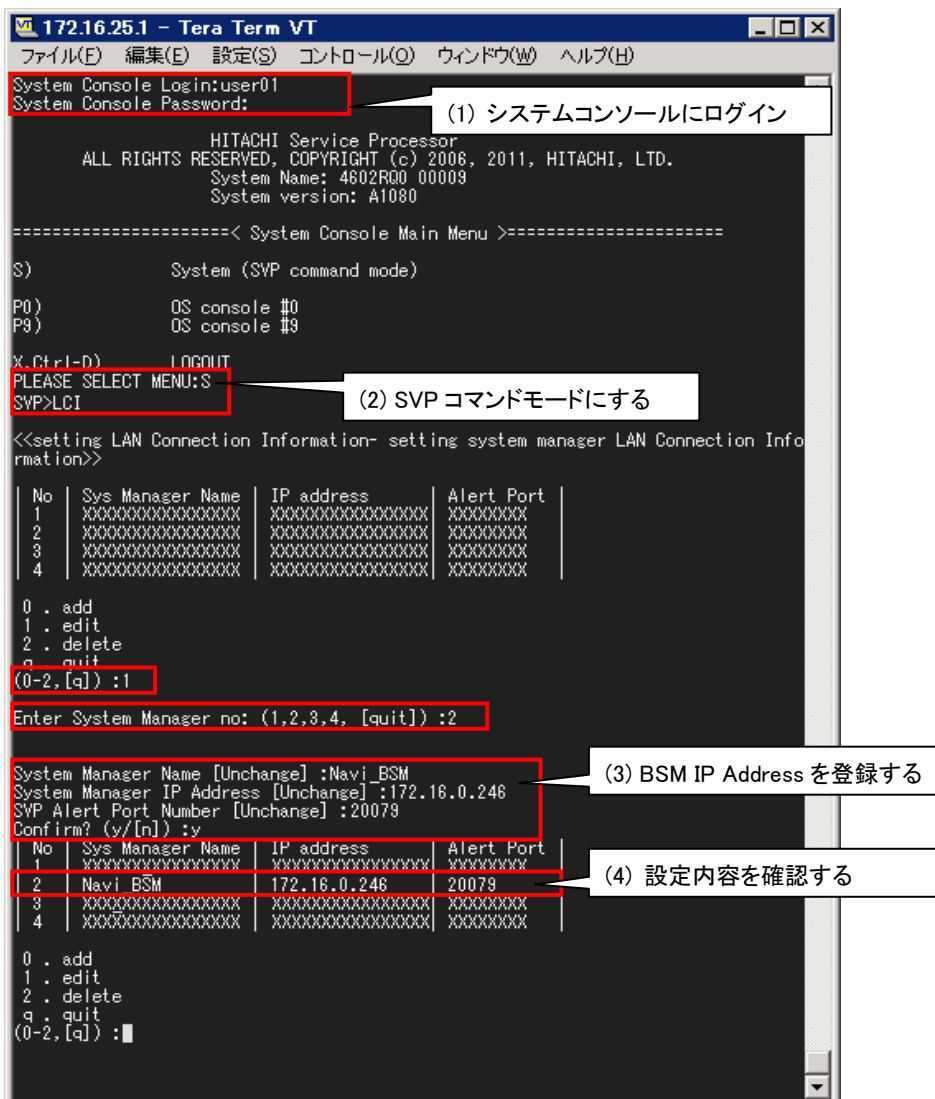 172.16.25.1 - Tera Term VT
ファイル(F) 編集(E) 設定(S) コントロール(O) ウィンドウ(W) ヘルプ(H)
System Console Login:user01
System Console Password:
(1) システムコンソールにログイン
HITACHI Service Processor
ALL RIGHTS RESERVED, COPYRIGHT (c) 2006, 2011, HITACHI, LTD.
System Name: 4602RQ0 00009
System version: A1080
======================< System Console Main Menu >======================
S) System (SVP command mode)
P0) OS console #0
P9) OS console #9
X,Ctrl-D) LOGOUT
PLEASE SELECT MENU:S
SVP>LCI
(2) SVP コマンドモードにする
<<setting LAN Connection Information- setting system manager LAN Connection Info
rmation>>
| No | Sys Manager Name | IP address | Alert Port |
| 1 | XXXXXXXXXXXXXXXX | XXXXXXXXXXXXXXXX| XXXXXXXX |
| 2 | XXXXXXXXXXXXXXXX | XXXXXXXXXXXXXXXX| XXXXXXXX |
| 3 | XXXXXXXXXXXXXXXX | XXXXXXXXXXXXXXXX| XXXXXXXX |
| 4 | XXXXXXXXXXXXXXXX | XXXXXXXXXXXXXXXX| XXXXXXXX |
0 . add
1 . edit
2 . delete
q . quit
(0-2,[q]) :1
Enter System Manager no: (1,2,3,4, [quit]) :2
System Manager Name [Unchange] :Navi_BSM
System Manager IP Address [Unchange] :172.16.0.246
SVP Alert Port Number [Unchange] :20079
Confirm? (y/[n]) :y
(3) BSM IP Address を登録する
| No | Sys Manager Name | IP address | Alert Port |
| 1 | XXXXXXXXXXXXXXXX | XXXXXXXXXXXXXXXX| XXXXXXXX |
| 2 | Navi_BSM | 172.16.0.246 | 20079 |
(4) 設定内容を確認する
| 3 | XXXXXXXXXXXXXXXX | XXXXXXXXXXXXXXXX| XXXXXXXX |
| 4 | XXXXXXXXXXXXXXXX | XXXXXXXXXXXXXXXX| XXXXXXXX |
0 . add
1 . edit
2 . delete
q . quit
(0-2,[q]) :